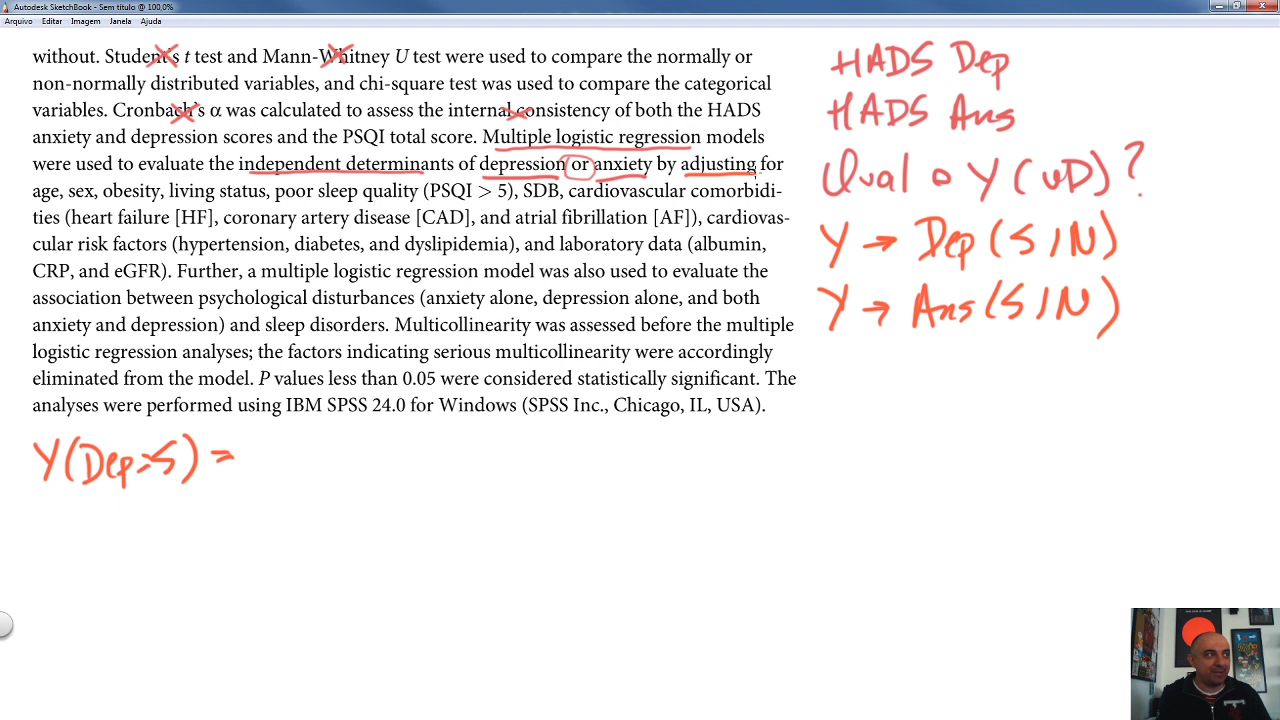 Autodesk SketchBook - Sem título @ 100,0%
Arquivo Editar Imagem Janela Ajuda
without. Student's t test and Mann-Whitney U test were used to compare the normally or
non-normally distributed variables, and chi-square test was used to compare the categorical
variables. Cronbach's α was calculated to assess the internal consistency of both the HADS
anxiety and depression scores and the PSQI total score. Multiple logistic regression models
were used to evaluate the independent determinants of depression or anxiety by adjusting for
age, sex, obesity, living status, poor sleep quality (PSQI > 5), SDB, cardiovascular comorbidi-
ties (heart failure [HF], coronary artery disease [CAD], and atrial fibrillation [AF]), cardiovas-
cular risk factors (hypertension, diabetes, and dyslipidemia), and laboratory data (albumin,
CRP, and eGFR). Further, a multiple logistic regression model was also used to evaluate the
association between psychological disturbances (anxiety alone, depression alone, and both
anxiety and depression) and sleep disorders. Multicollinearity was assessed before the multiple
logistic regression analyses; the factors indicating serious multicollinearity were accordingly
eliminated from the model. P values less than 0.05 were considered statistically significant. The
analyses were performed using IBM SPSS 24.0 for Windows (SPSS Inc., Chicago, IL, USA).
HADS Dep
HADS Ans
Qual o Y (VD)?
Y → Dep (S/N)
Y → Ans (S/N)
Y(Dep=S) =